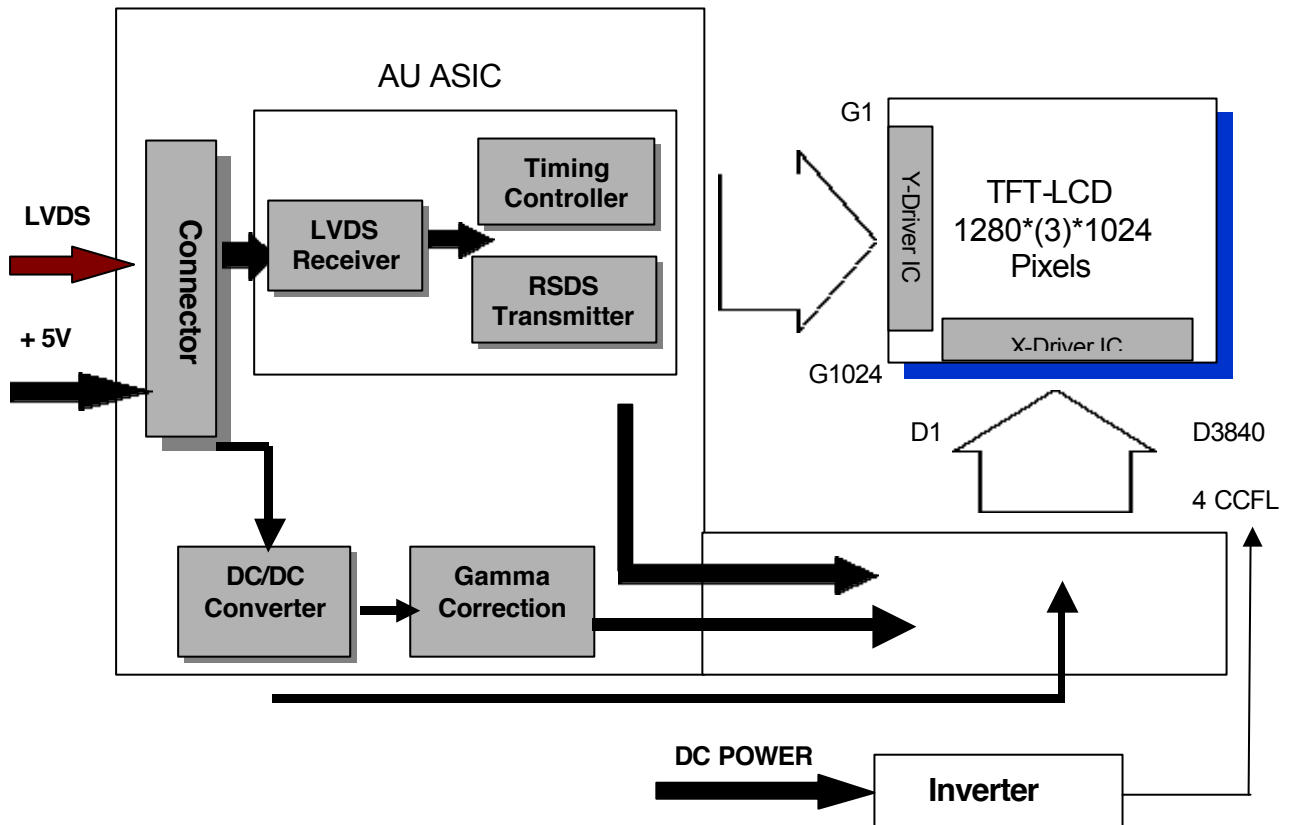 AU ASIC
G1
Timing
Controller
TFT-LCD
1280*(3)*1024
Pixels
Y-Driver IC
LVDS
Connector
LVDS
Receiver
RSDS
Transmitter
+ 5V
X-Driver IC
G1024
D1
D3840
4 CCFL
DC/DC
Converter
Gamma
Correction
DC POWER
Inverter